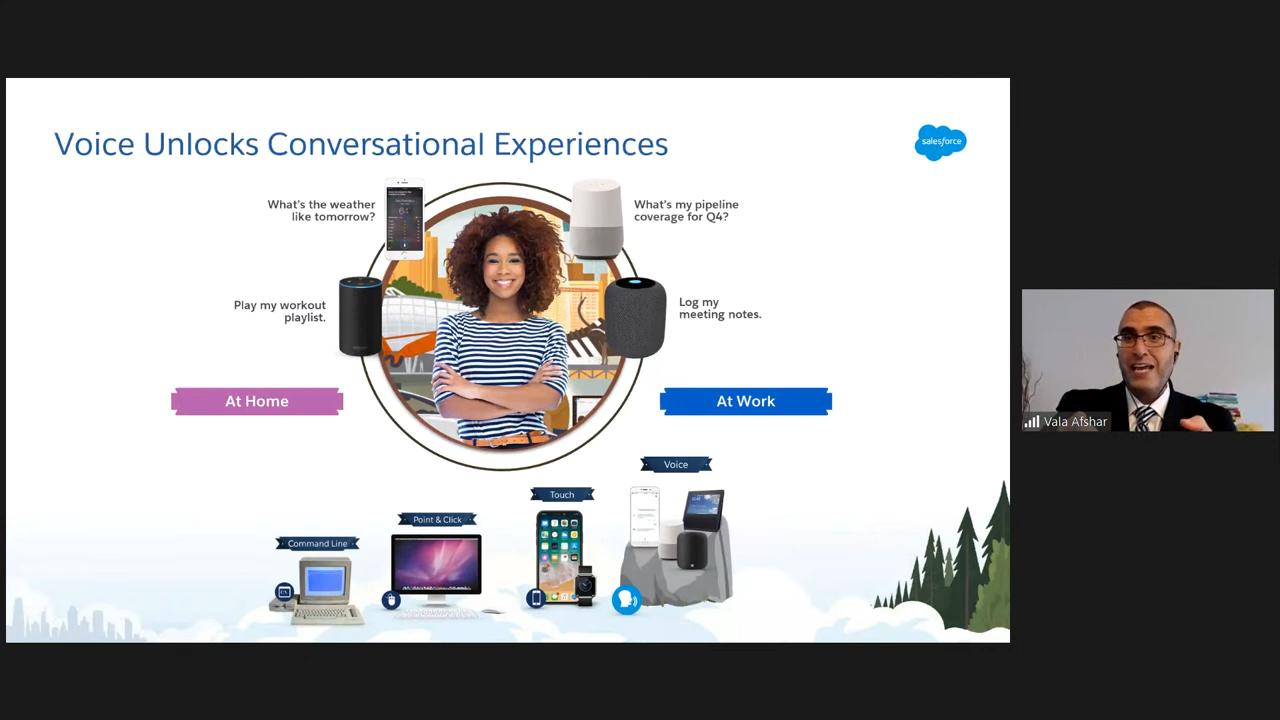 Voice Unlocks Conversational Experiences
salesforce
What's the weather
like tomorrow?
What's my pipeline
coverage for Q4?
Play my workout
playlist.
Log my
meeting notes.
At Home
At Work
Voice
Touch
Point & Click
Command Line
Vala Afshar